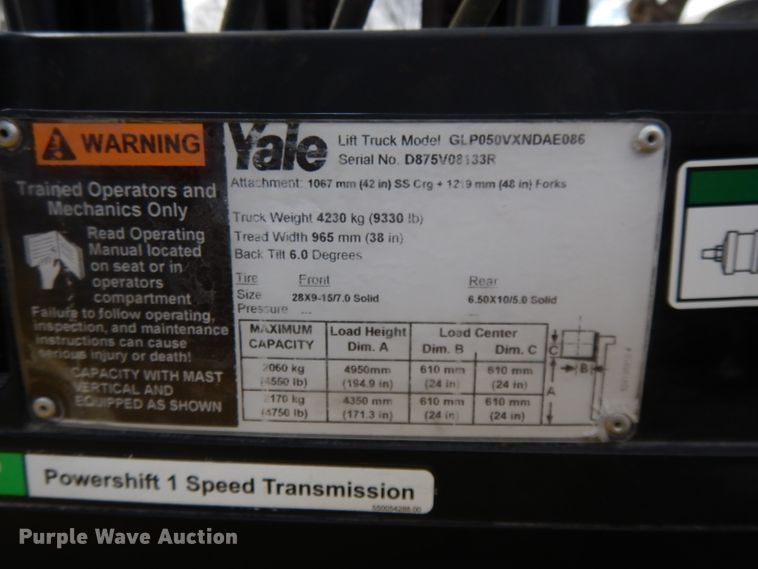 WARNING
Trained Operators and
Mechanics Only
Read Operating
Manual located
on seat or in
operators
compartment
Failure to follow operating,
inspection, and maintenance
instructions can cause
serious injury or death!
CAPACITY WITH MAST
VERTICAL AND
EQUIPPED AS SHOWN
Yale
Lift Truck Model GLP050VXNDAE086
Serial No. D875V08133R
Attachment: 1067 mm (42 in) SS Crg + 1219 mm (48 in) Forks
Truck Weight 4230 kg (9330 lb)
Tread Width 965 mm (38 in)
Back Tilt 6.0 Degrees
Tire Front Rear
Size 28X9-15/7.0 Solid 6.50X10/5.0 Solid
Pressure ... ...
MAXIMUM CAPACITY Load Height Dim. A Load Center Dim. B Dim. C
2060 kg 4950mm 610 mm 610 mm
(4550 lb) (194.9 in) (24 in) (24 in)
2170 kg 4350 mm 610 mm 610 mm
(4750 lb) (171.3 in) (24 in) (24 in)
C
B
A
Powershift 1 Speed Transmission
550054288 00
Purple Wave Auction